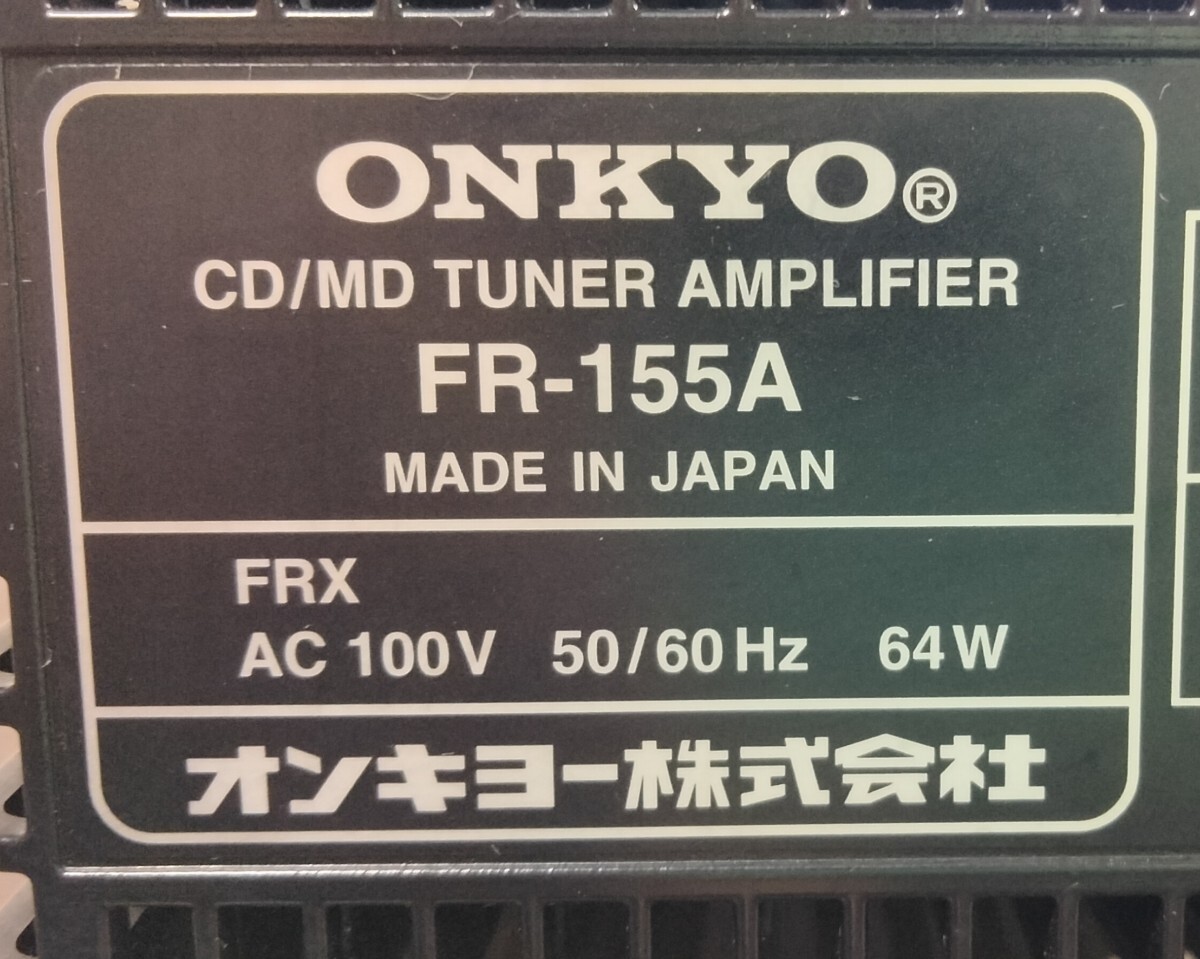 ONKYO®
CD/MD TUNER AMPLIFIER
FR-155A
MADE IN JAPAN
FRX
AC 100V 50/60Hz 64W
オンキヨー株式会社